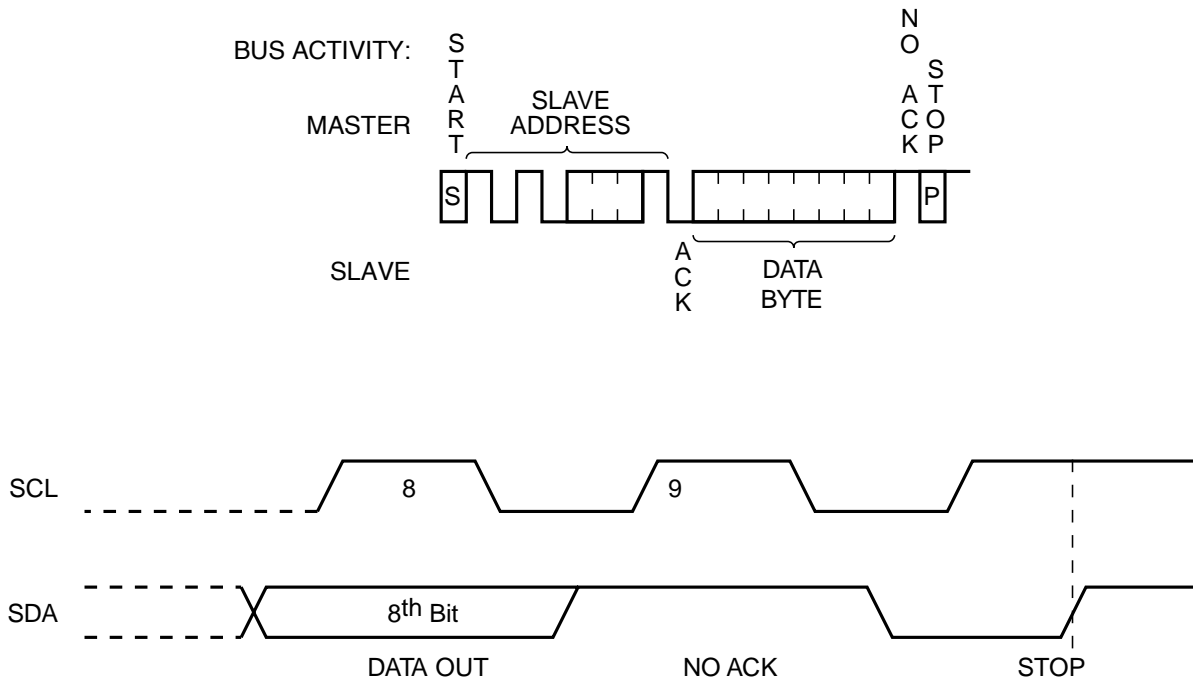 BUS ACTIVITY:
MASTER
START
SLAVE
ADDRESS
NO ACK
STOP
S
P
SLAVE
ACK
DATA
BYTE
SCL
8
9
SDA
8th Bit
DATA OUT
NO ACK
STOP